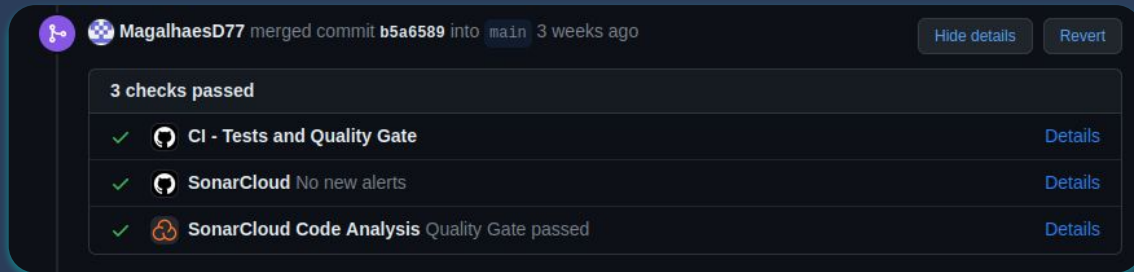 MagalhaesD77 merged commit b5a6589 into main 3 weeks ago
Hide details
Revert
3 checks passed
CI - Tests and Quality Gate Details
SonarCloud No new alerts Details
SonarCloud Code Analysis Quality Gate passed Details